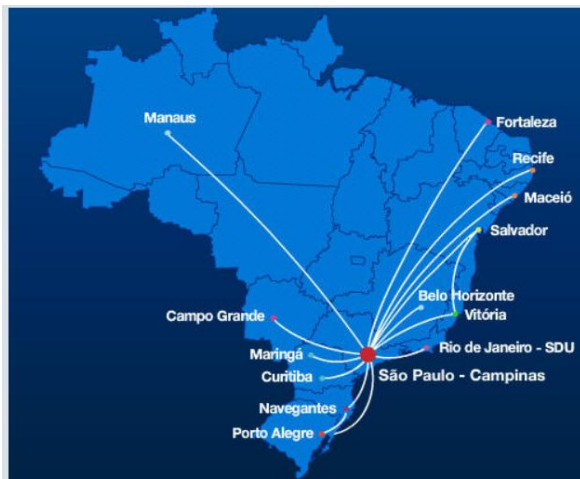 Manaus
Fortaleza
Recife
Maceió
Salvador
Belo Horizonte
Vitória
Campo Grande
Rio de Janeiro - SDU
Maringá
São Paulo - Campinas
Curitiba
Navegantes
Porto Alegre